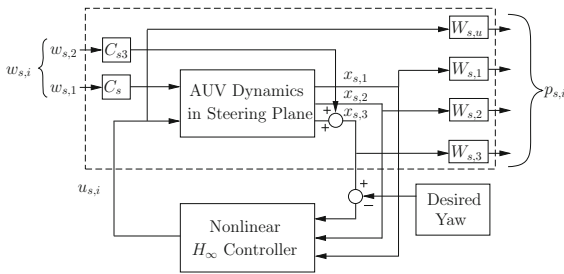 W_{s,u}
w_{s,2}
C_{s3}
w_{s,i}
x_{s,1}
W_{s,1}
w_{s,1}
C_s
AUV Dynamics
in Steering Plane
x_{s,2}
W_{s,2}
p_{s,i}
x_{s,3}
+
+
W_{s,3}
u_{s,i}
+
−
Desired
Yaw
Nonlinear
H_∞ Controller